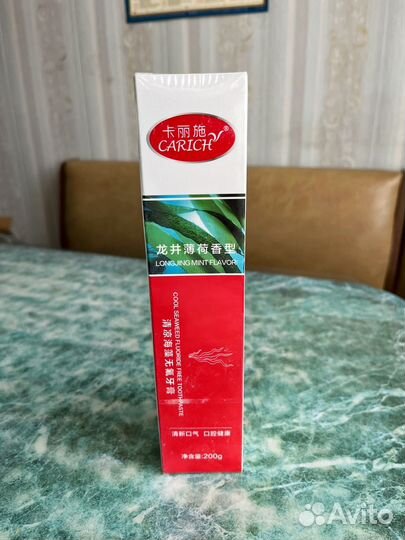 卡丽施®
CARICH
龙井薄荷香型
LONGJING MINT FLAVOR
COOL SEAWEED FLUORIDE FREE TOOTHPASTE
清凉海藻无氟牙膏
清新口气 口腔健康
净含量:200g
Avito